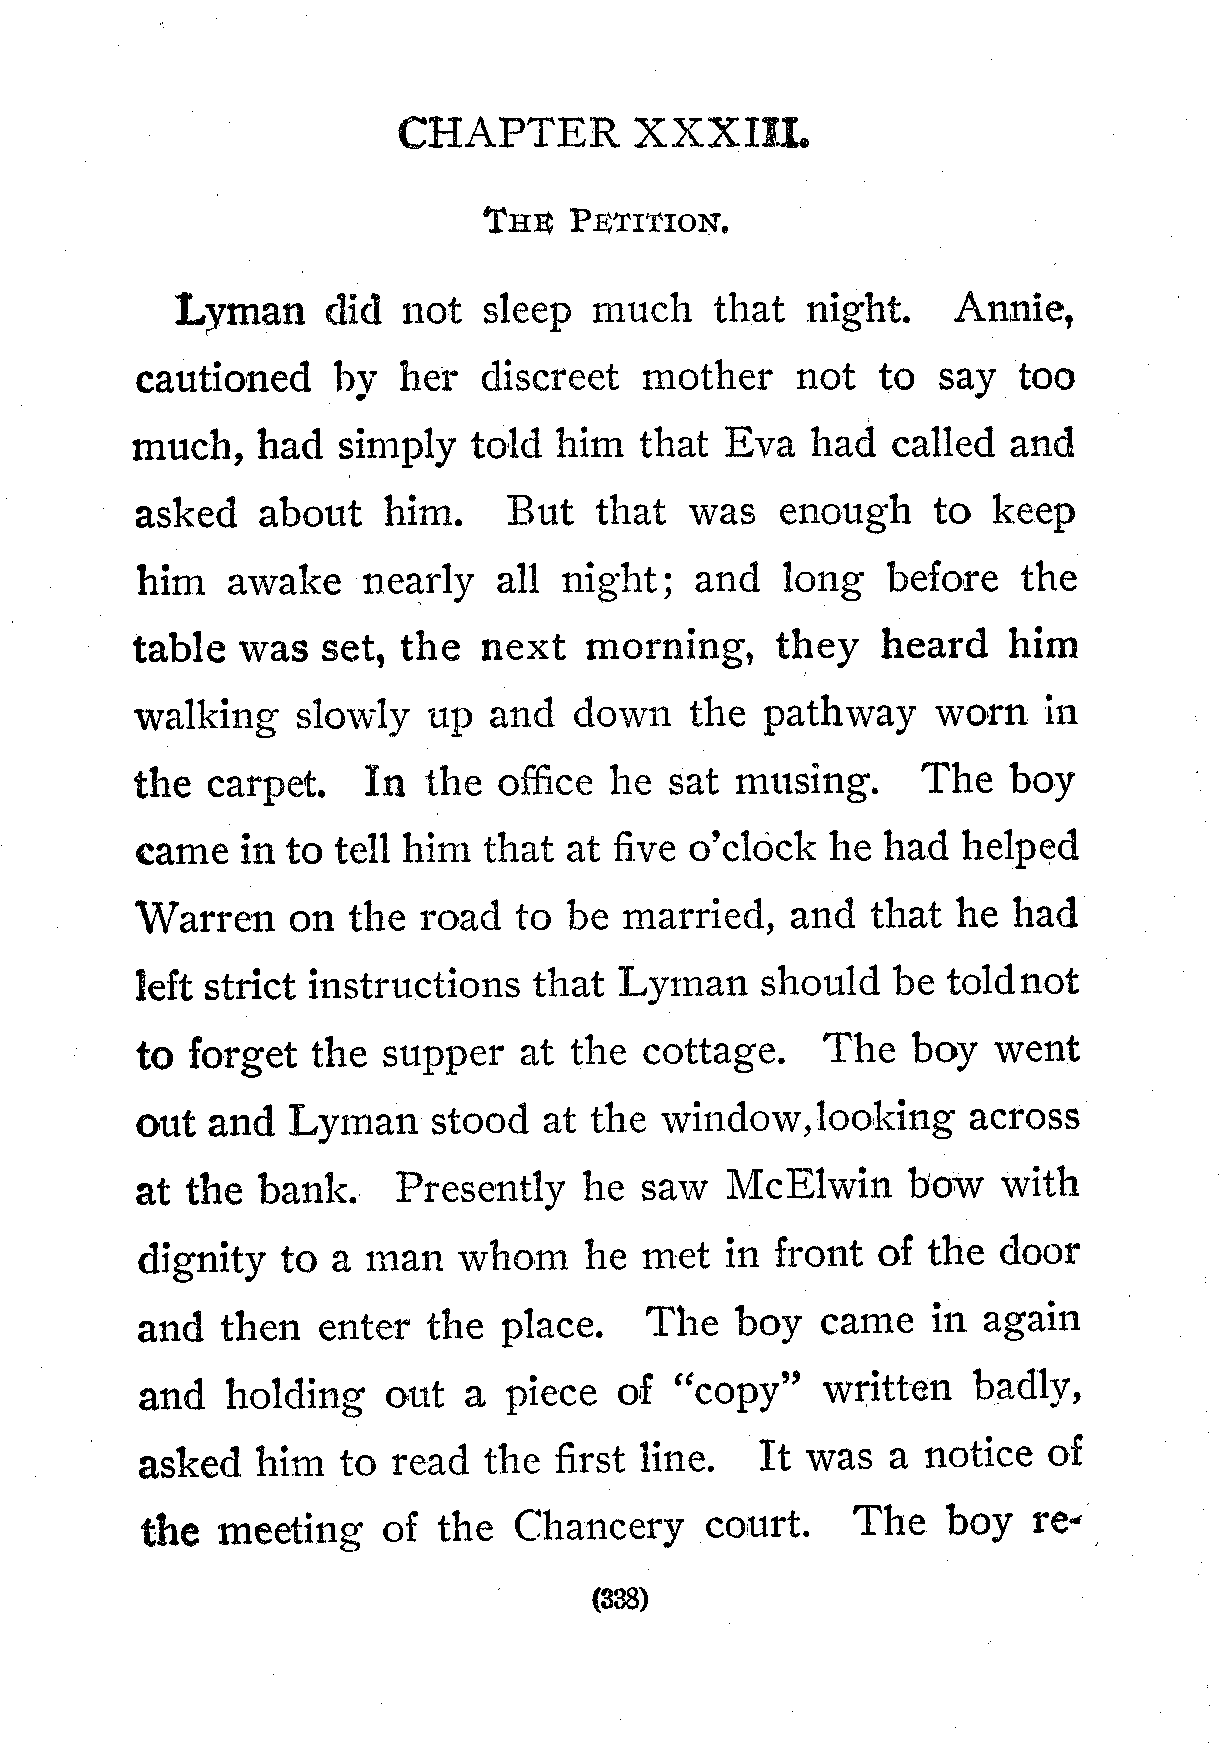 CHAPTER XXXIII.
The Petition.
Lyman did not sleep much that night. Annie,
cautioned by her discreet mother not to say too
much, had simply told him that Eva had called and
asked about him. But that was enough to keep
him awake nearly all night; and long before the
table was set, the next morning, they heard him
walking slowly up and down the pathway worn in
the carpet. In the office he sat musing. The boy
came in to tell him that at five o'clock he had helped
Warren on the road to be married, and that he had
left strict instructions that Lyman should be toldnot
to forget the supper at the cottage. The boy went
out and Lyman stood at the window,looking across
at the bank. Presently he saw McElwin bow with
dignity to a man whom he met in front of the door
and then enter the place. The boy came in again
and holding out a piece of "copy" written badly,
asked him to read the first line. It was a notice of
the meeting of the Chancery court. The boy re-
(338)